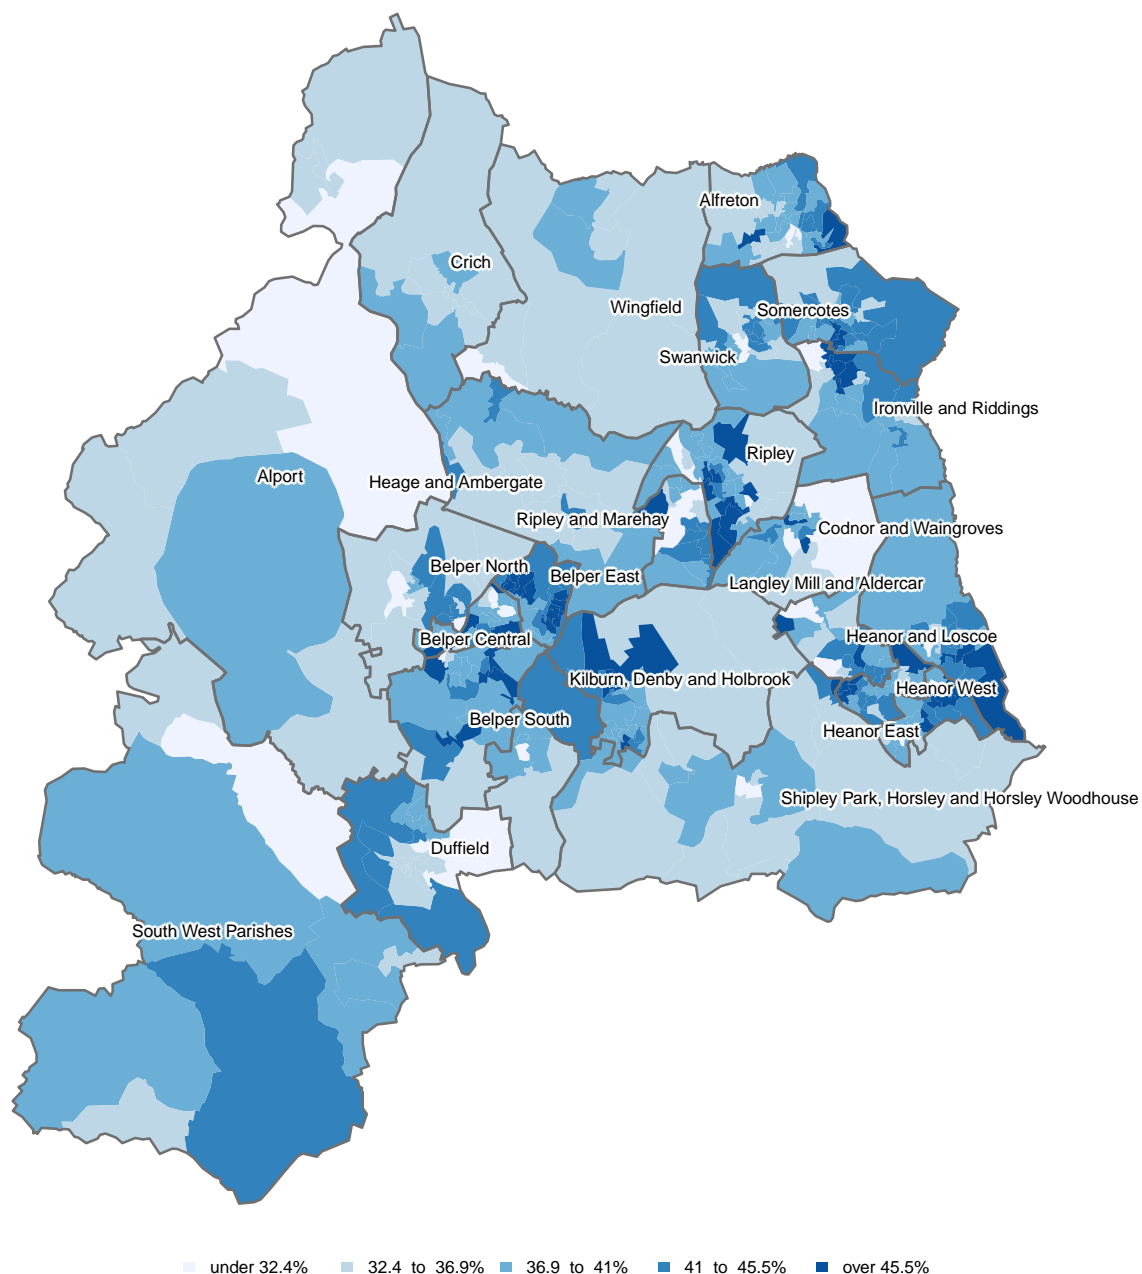 Alfreton
Crich
Wingfield
Somercotes
Swanwick
Ironville and Riddings
Ripley
Alport
Heage and Ambergate
Ripley and Marehay
Codnor and Waingroves
Belper North
Belper East
Langley Mill and Aldercar
Belper Central
Heanor and Loscoe
Kilburn, Denby and Holbrook
Heanor West
Belper South
Heanor East
Shipley Park, Horsley and Horsley Woodhouse
Duffield
South West Parishes
under 32.4% 32.4 to 36.9% 36.9 to 41% 41 to 45.5% over 45.5%